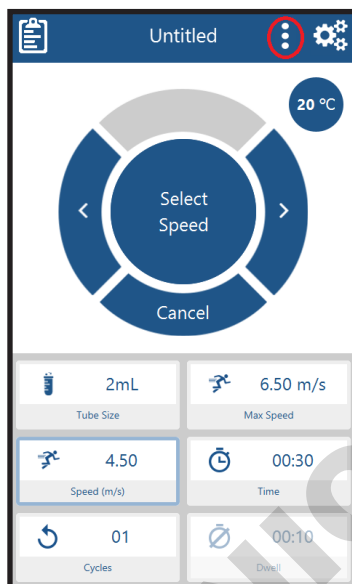 Untitled
20 °C
Select
Speed
Cancel
2mL
Tube Size
6.50 m/s
Max Speed
4.50
Speed (m/s)
00:30
Time
01
Cycles
00:10
Dwell